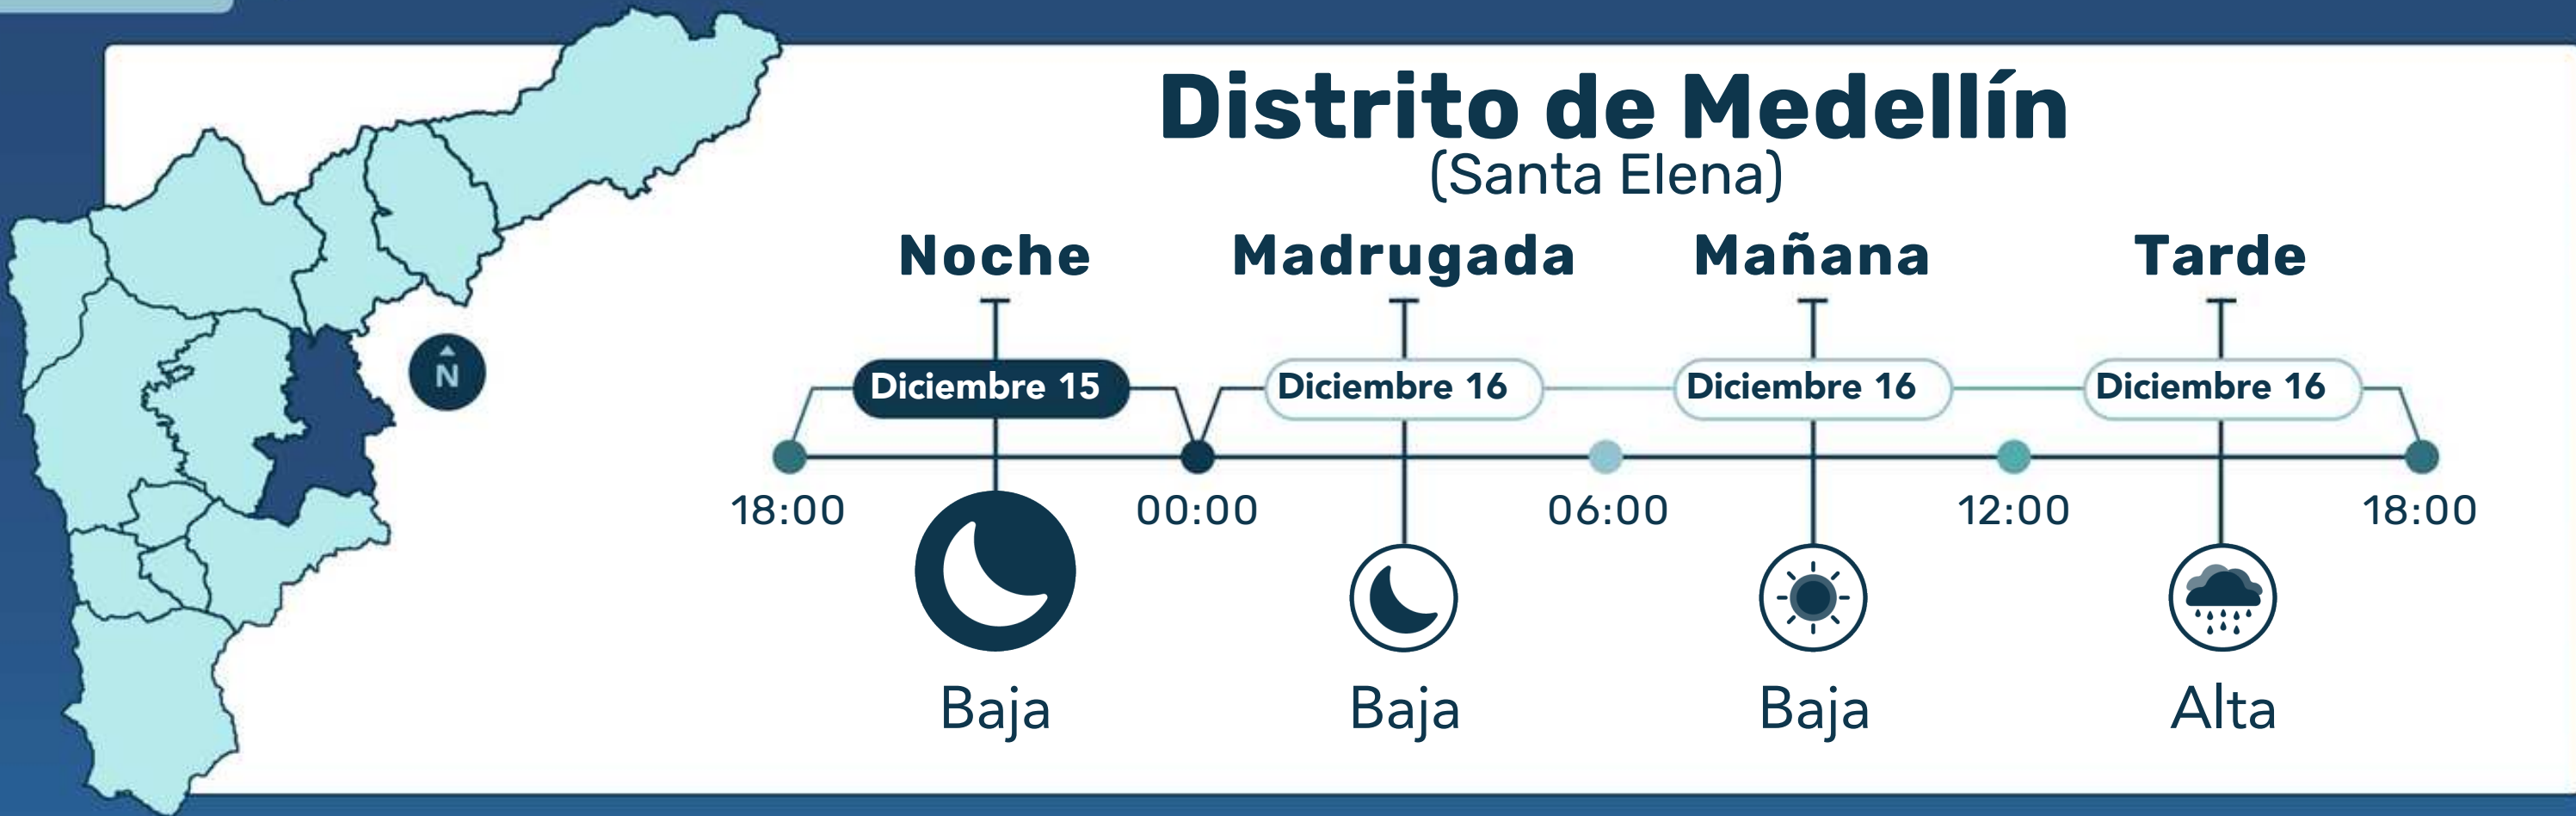 Distrito de Medellín
(Santa Elena)
Noche Madrugada Mañana Tarde
N
Diciembre 15 Diciembre 16 Diciembre 16 Diciembre 16
18:00 00:00 06:00 12:00 18:00
Baja Baja Baja Alta